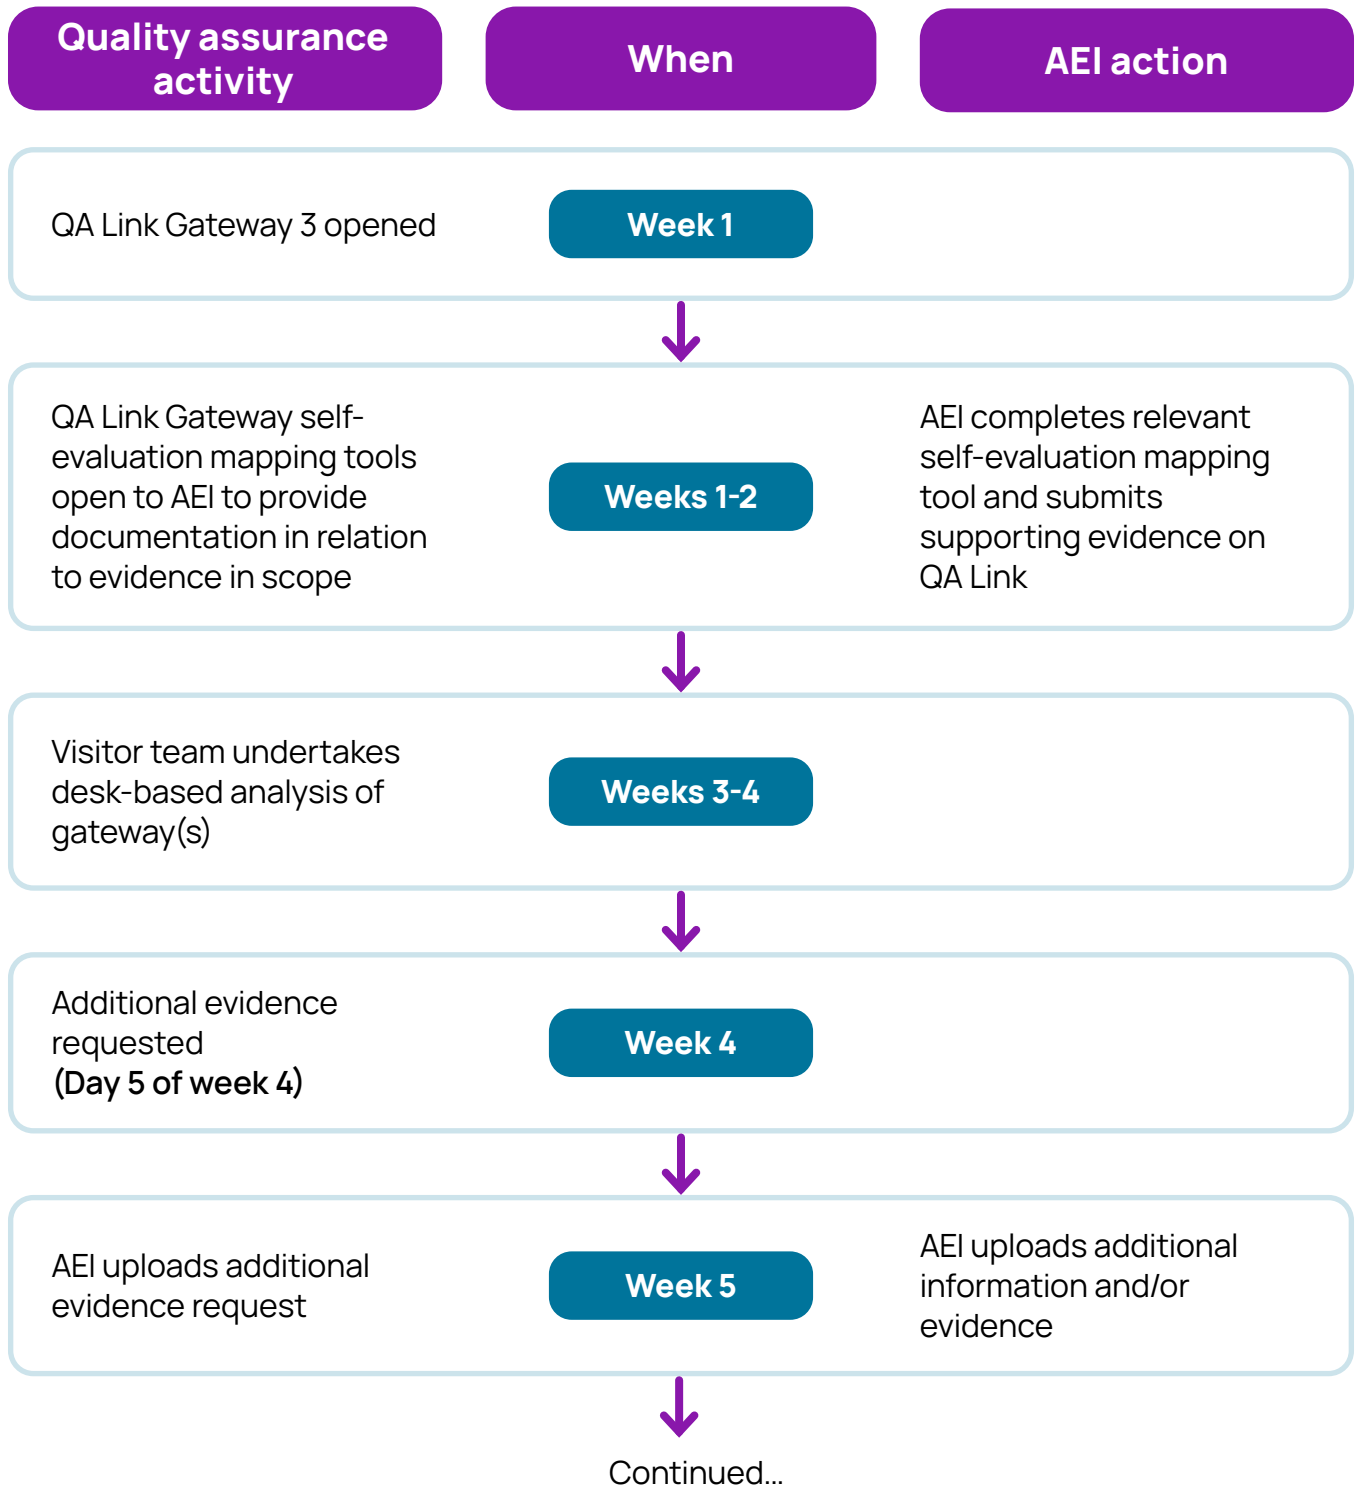 Quality assurance
activity
When
AEI action
QA Link Gateway 3 opened
Week 1
QA Link Gateway self-
evaluation mapping tools
open to AEI to provide
documentation in relation
to evidence in scope
Weeks 1-2
AEI completes relevant
self-evaluation mapping
tool and submits
supporting evidence on
QA Link
Visitor team undertakes
desk-based analysis of
gateway(s)
Weeks 3-4
Additional evidence
requested
(Day 5 of week 4)
Week 4
AEI uploads additional
evidence request
Week 5
AEI uploads additional
information and/or
evidence
Continued...